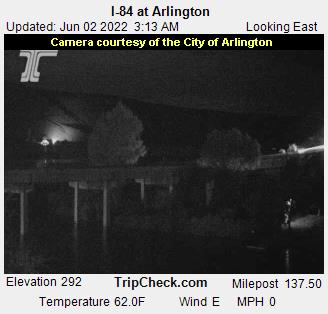 I-84 at Arlington
Updated: Jun 02 2022 3:13 AM Looking East
Camera courtesy of the City of Arlington
Elevation 292 TripCheck.com Milepost 137.50
Temperature 62.0F Wind E MPH 0